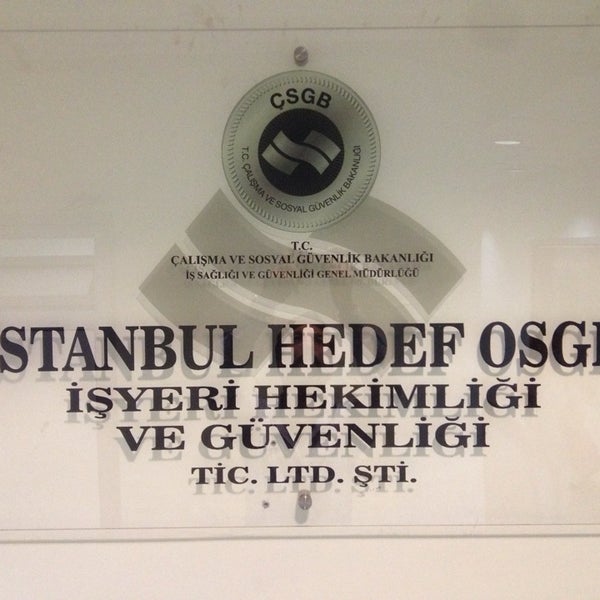 ÇSGB
T.C. ÇALIŞMA VE SOSYAL GÜVENLİK BAKANLIĞI
T.C.
ÇALIŞMA VE SOSYAL GÜVENLİK BAKANLIĞI
İŞ SAĞLIĞI VE GÜVENLİĞİ GENEL MÜDÜRLÜĞÜ
STANBUL HEDEF OSG
İŞYERİ HEKİMLİĞİ
VE GÜVENLİĞİ
TİC. LTD. ŞTİ.